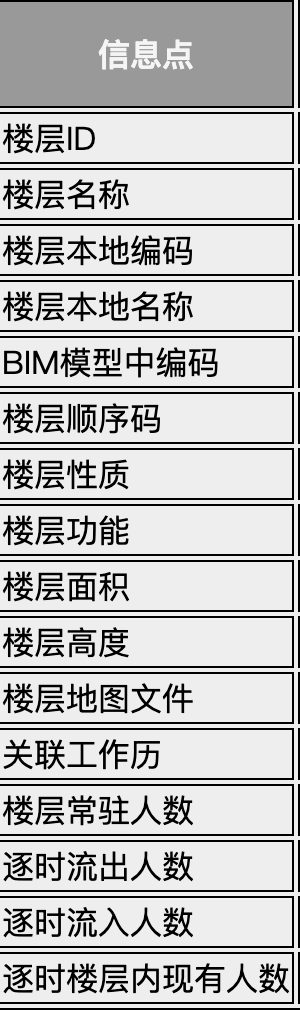 信息点
楼层ID
楼层名称
楼层本地编码
楼层本地名称
BIM模型中编码
楼层顺序码
楼层性质
楼层功能
楼层面积
楼层高度
楼层地图文件
关联工作历
楼层常驻人数
逐时流出人数
逐时流入人数
逐时楼层内现有人数